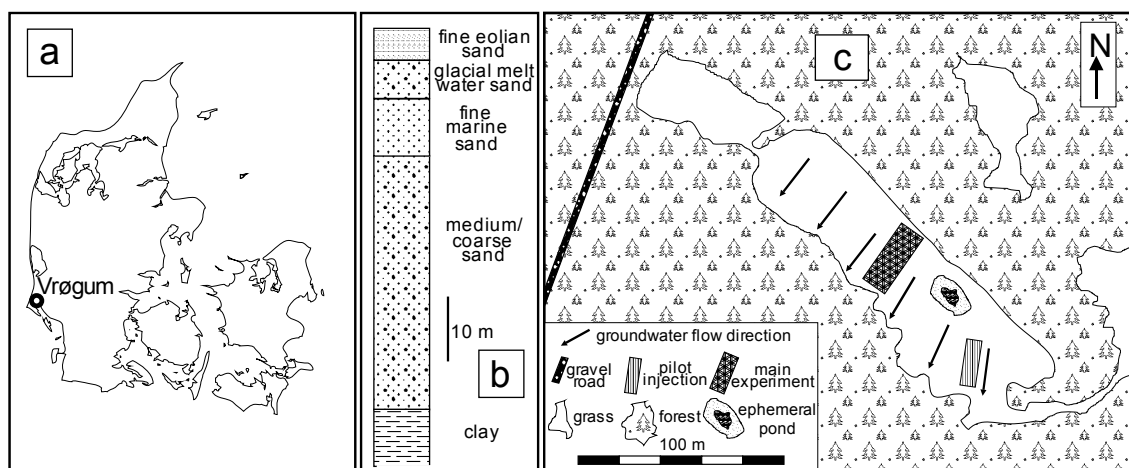 a
Vrøgum
fine eolian
sand
glacial melt
water sand
fine
marine
sand
medium/
coarse sand
10 m
b
clay
c
N
groundwater flow direction
gravel
road
pilot
injection
main
experiment
grass
forest
ephemeral
pond
100 m